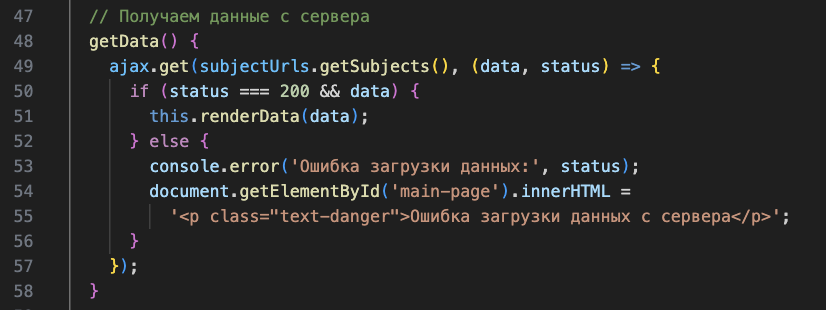 47 // Получаем данные с сервера
48 getData() {
49 ajax.get(subjectUrls.getSubjects(), (data, status) => {
50 if (status === 200 && data) {
51 this.renderData(data);
52 } else {
53 console.error('Ошибка загрузки данных:', status);
54 document.getElementById('main-page').innerHTML =
55 '<p class="text-danger">Ошибка загрузки данных с сервера</p>';
56 }
57 });
58 }